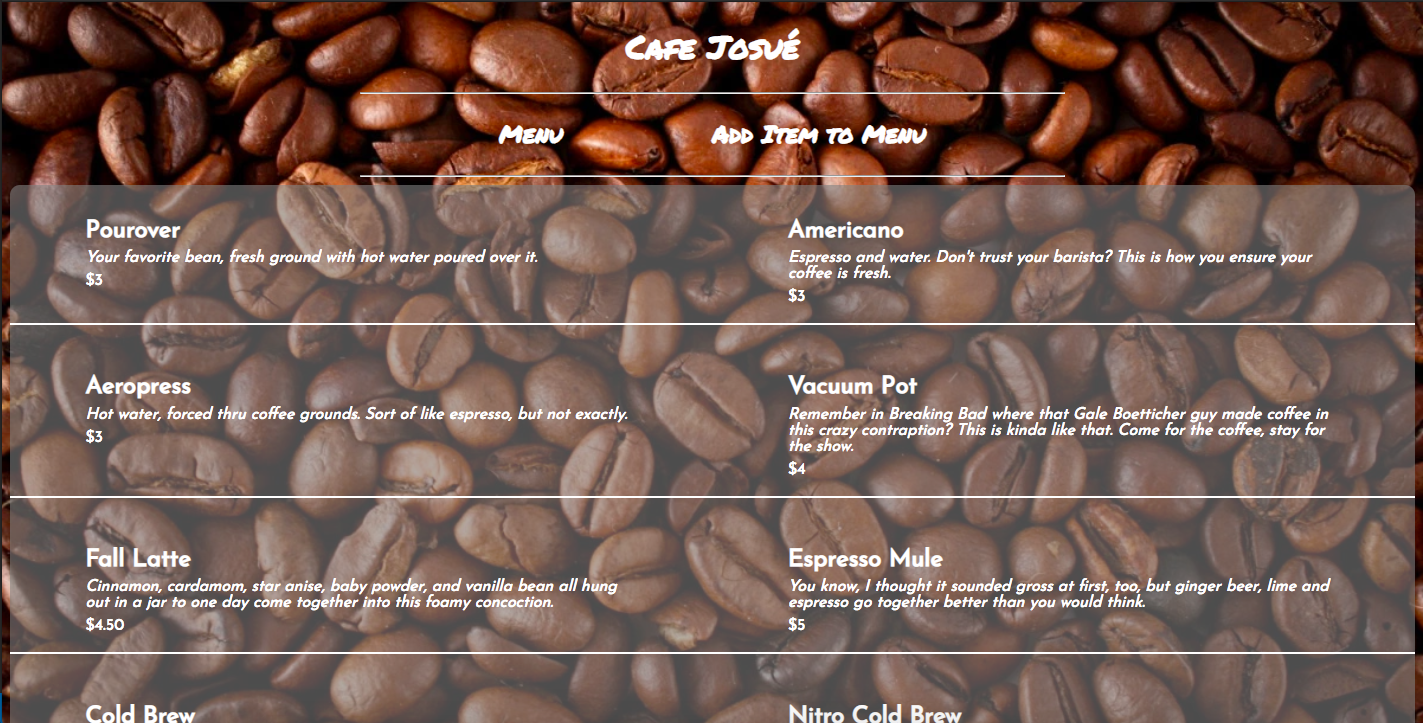 Cafe Josué
Menu
Add Item to Menu
Pourover
Your favorite bean, fresh ground with hot water poured over it.
$3
Americano
Espresso and water. Don't trust your barista? This is how you ensure your
coffee is fresh.
$3
Aeropress
Hot water, forced thru coffee grounds. Sort of like espresso, but not exactly.
$3
Vacuum Pot
Remember in Breaking Bad where that Gale Boetticher guy made coffee in
this crazy contraption? This is kinda like that. Come for the coffee, stay for
the show.
$4
Fall Latte
Cinnamon, cardamom, star anise, baby powder, and vanilla bean all hung
out in a jar to one day come together into this foamy concoction.
$4.50
Espresso Mule
You know, I thought it sounded gross at first, too, but ginger beer, lime and
espresso go together better than you would think.
$5
Cold Brew
Nitro Cold Brew